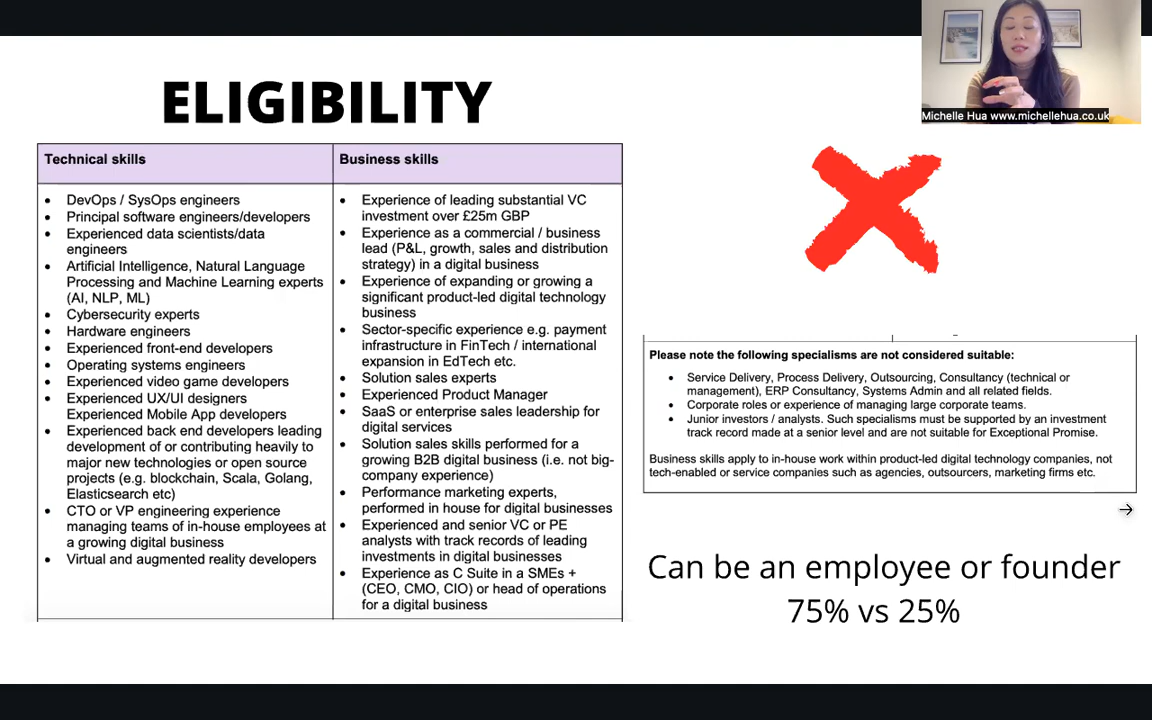 Michelle Hua www.michellehua.co.uk
ELIGIBILITY
Technical skills
• DevOps / SysOps engineers
• Principal software engineers/developers
• Experienced data scientists/data
engineers
• Artificial Intelligence, Natural Language
Processing and Machine Learning experts
(AI, NLP, ML)
• Cybersecurity experts
• Hardware engineers
• Experienced front-end developers
• Operating systems engineers
• Experienced video game developers
• Experienced UX/UI designers
Experienced Mobile App developers
• Experienced back end developers leading
development of or contributing heavily to
major new technologies or open source
projects (e.g. blockchain, Scala, Golang,
Elasticsearch etc)
• CTO or VP engineering experience
managing teams of in-house employees at
a growing digital business
• Virtual and augmented reality developers
Business skills
• Experience of leading substantial VC
investment over £25m GBP
• Experience as a commercial / business
lead (P&L, growth, sales and distribution
strategy) in a digital business
• Experience of expanding or growing a
significant product-led digital technology
business
• Sector-specific experience e.g. payment
infrastructure in FinTech / international
expansion in EdTech etc.
• Solution sales experts
• Experienced Product Manager
• SaaS or enterprise sales leadership for
digital services
• Solution sales skills performed for a
growing B2B digital business (i.e. not big-
company experience)
• Performance marketing experts,
performed in house for digital businesses
• Experienced and senior VC or PE
analysts with track records of leading
investments in digital businesses
• Experience as C Suite in a SMEs +
(CEO, CMO, CIO) or head of operations
for a digital business
Please note the following specialisms are not considered suitable:
• Service Delivery, Process Delivery, Outsourcing, Consultancy (technical or
management), ERP Consultancy, Systems Admin and all related fields.
• Corporate roles or experience of managing large corporate teams.
• Junior investors / analysts. Such specialisms must be supported by an investment
track record made at a senior level and are not suitable for Exceptional Promise.
Business skills apply to in-house work within product-led digital technology companies, not
tech-enabled or service companies such as agencies, outsourcers, marketing firms etc.
Can be an employee or founder
75% vs 25%